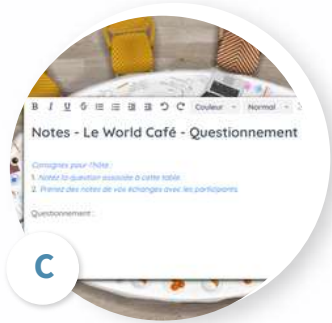 B I U S Couleur Normal
Notes - Le World Café - Questionnement
Consignes pour l'hôte :
1. Notez la question associée à cette table.
2. Prenez des notes de vos échanges avec les participants.
Questionnement :
C